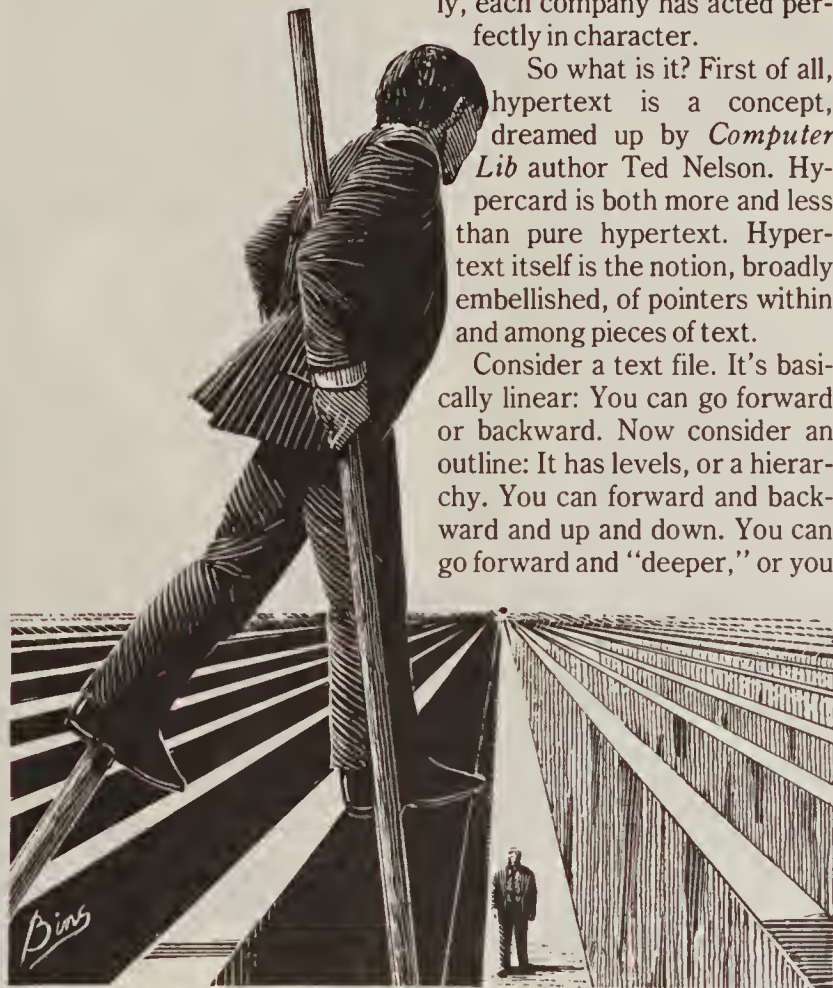 ly, each company has acted per-
fectly in character.
So what is it? First of all,
hypertext is a concept,
dreamed up by Computer
Lib author Ted Nelson. Hy-
percard is both more and less
than pure hypertext. Hyper-
text itself is the notion, broadly
embellished, of pointers within
and among pieces of text.
Consider a text file. It's basi-
cally linear: You can go forward
or backward. Now consider an
outline: It has levels, or a hierar-
chy. You can forward and back-
ward and up and down. You can
go forward and "deeper," or you
Bins